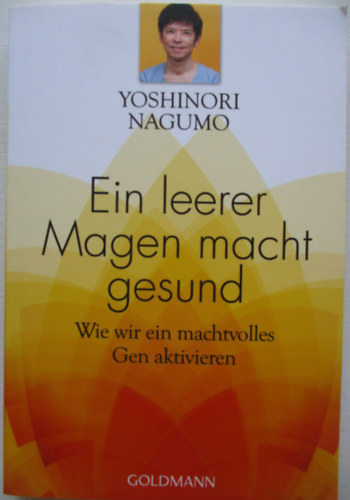 YOSHINORI
NAGUMO
Ein leerer
Magen macht
gesund
Wie wir ein machtvolles
Gen aktivieren
GOLDMANN